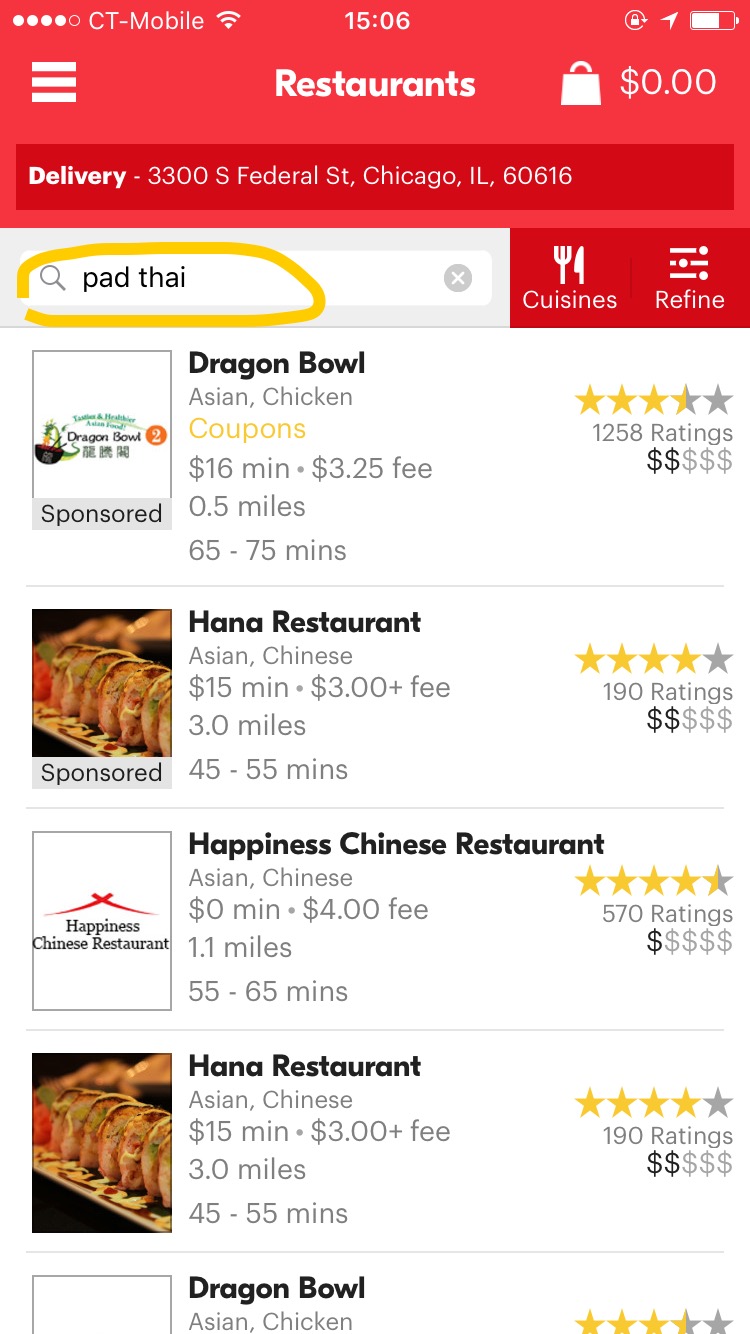 CT-Mobile 15:06
Restaurants $0.00
Delivery - 3300 S Federal St, Chicago, IL, 60616
pad thai
Cuisines Refine
Dragon Bowl
Asian, Chicken
Coupons
1258 Ratings
$16 min • $3.25 fee
$$$$$
0.5 miles
65 - 75 mins
Tastier & Healthier
Asian Food!
Dragon Bowl 2
龍騰閣
Sponsored
Hana Restaurant
Asian, Chinese
$15 min • $3.00+ fee
190 Ratings
$$$$$
3.0 miles
45 - 55 mins
Sponsored
Happiness Chinese Restaurant
Asian, Chinese
$0 min • $4.00 fee
570 Ratings
$$$$$
1.1 miles
55 - 65 mins
Happiness
Chinese Restaurant
Hana Restaurant
Asian, Chinese
$15 min • $3.00+ fee
190 Ratings
$$$$$
3.0 miles
45 - 55 mins
Dragon Bowl
Asian, Chicken